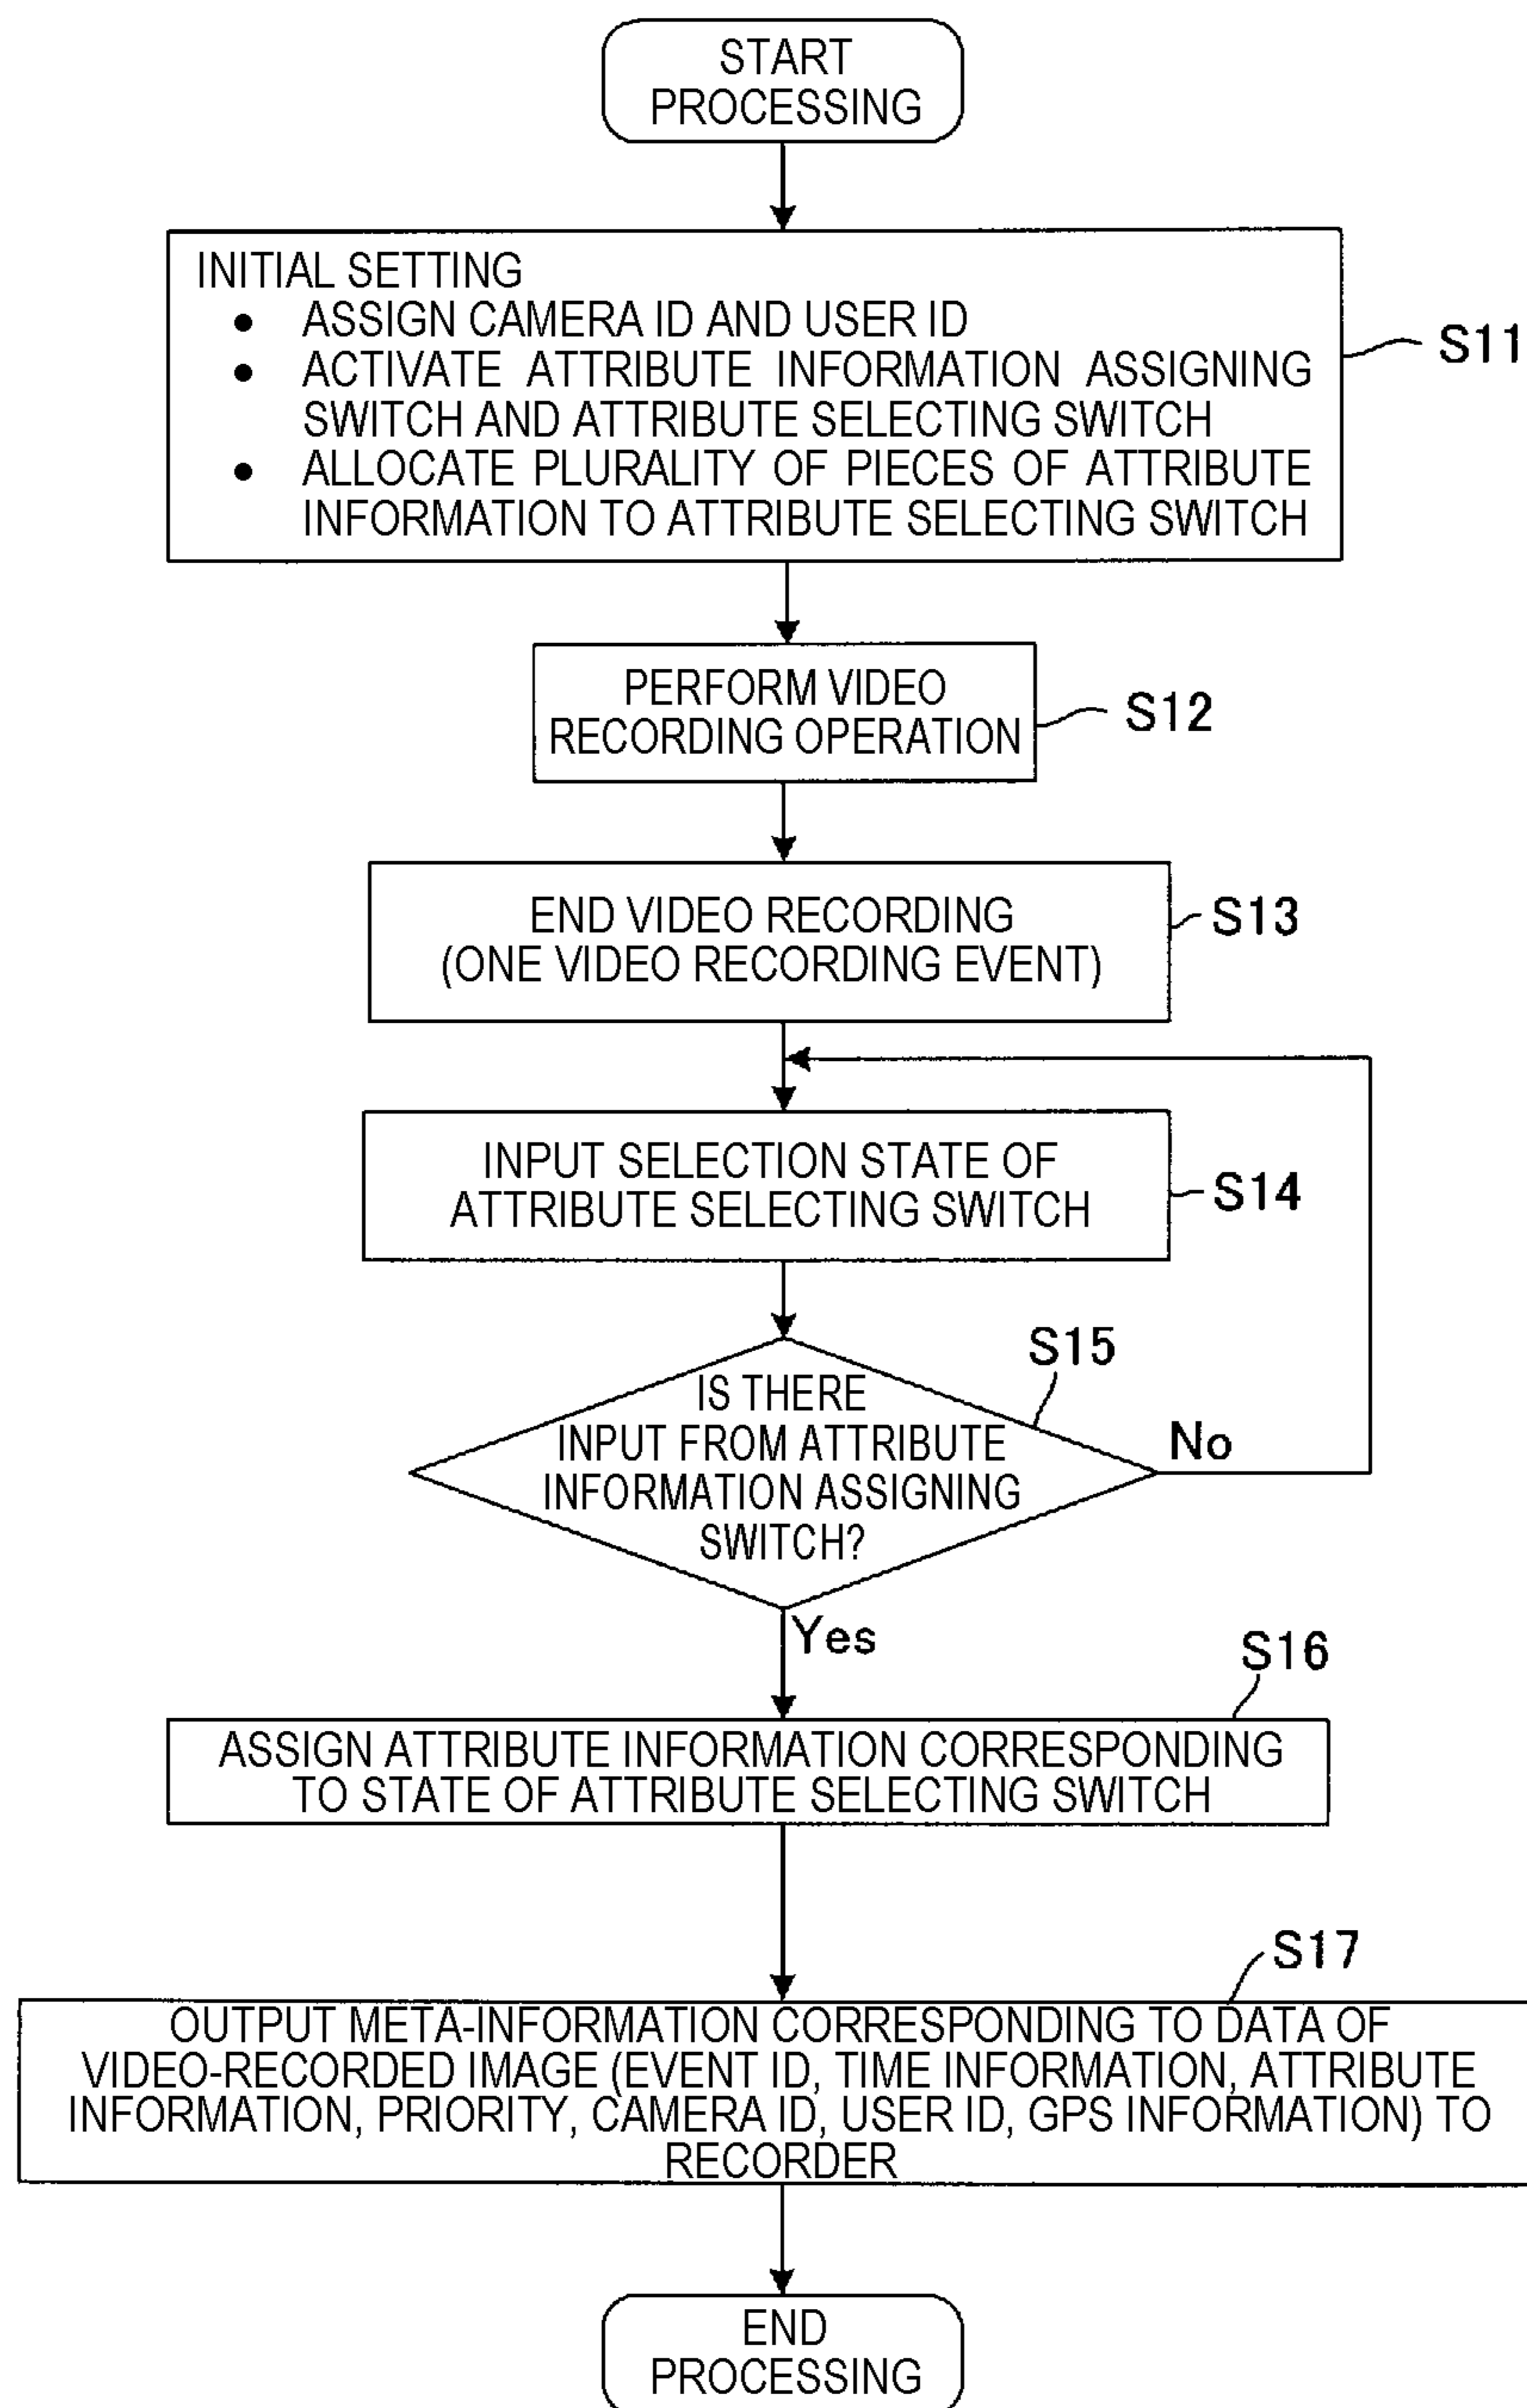 START
PROCESSING
INITIAL SETTING
● ASSIGN CAMERA ID AND USER ID
● ACTIVATE ATTRIBUTE INFORMATION ASSIGNING
SWITCH AND ATTRIBUTE SELECTING SWITCH
● ALLOCATE PLURALITY OF PIECES OF ATTRIBUTE
INFORMATION TO ATTRIBUTE SELECTING SWITCH
S11
PERFORM VIDEO
RECORDING OPERATION
S12
END VIDEO RECORDING
(ONE VIDEO RECORDING EVENT)
S13
INPUT SELECTION STATE OF
ATTRIBUTE SELECTING SWITCH
S14
S15
IS THERE
INPUT FROM ATTRIBUTE
INFORMATION ASSIGNING
SWITCH?
No
Yes
S16
ASSIGN ATTRIBUTE INFORMATION CORRESPONDING
TO STATE OF ATTRIBUTE SELECTING SWITCH
S17
OUTPUT META-INFORMATION CORRESPONDING TO DATA OF
VIDEO-RECORDED IMAGE (EVENT ID, TIME INFORMATION, ATTRIBUTE
INFORMATION, PRIORITY, CAMERA ID, USER ID, GPS INFORMATION) TO
RECORDER
END
PROCESSING